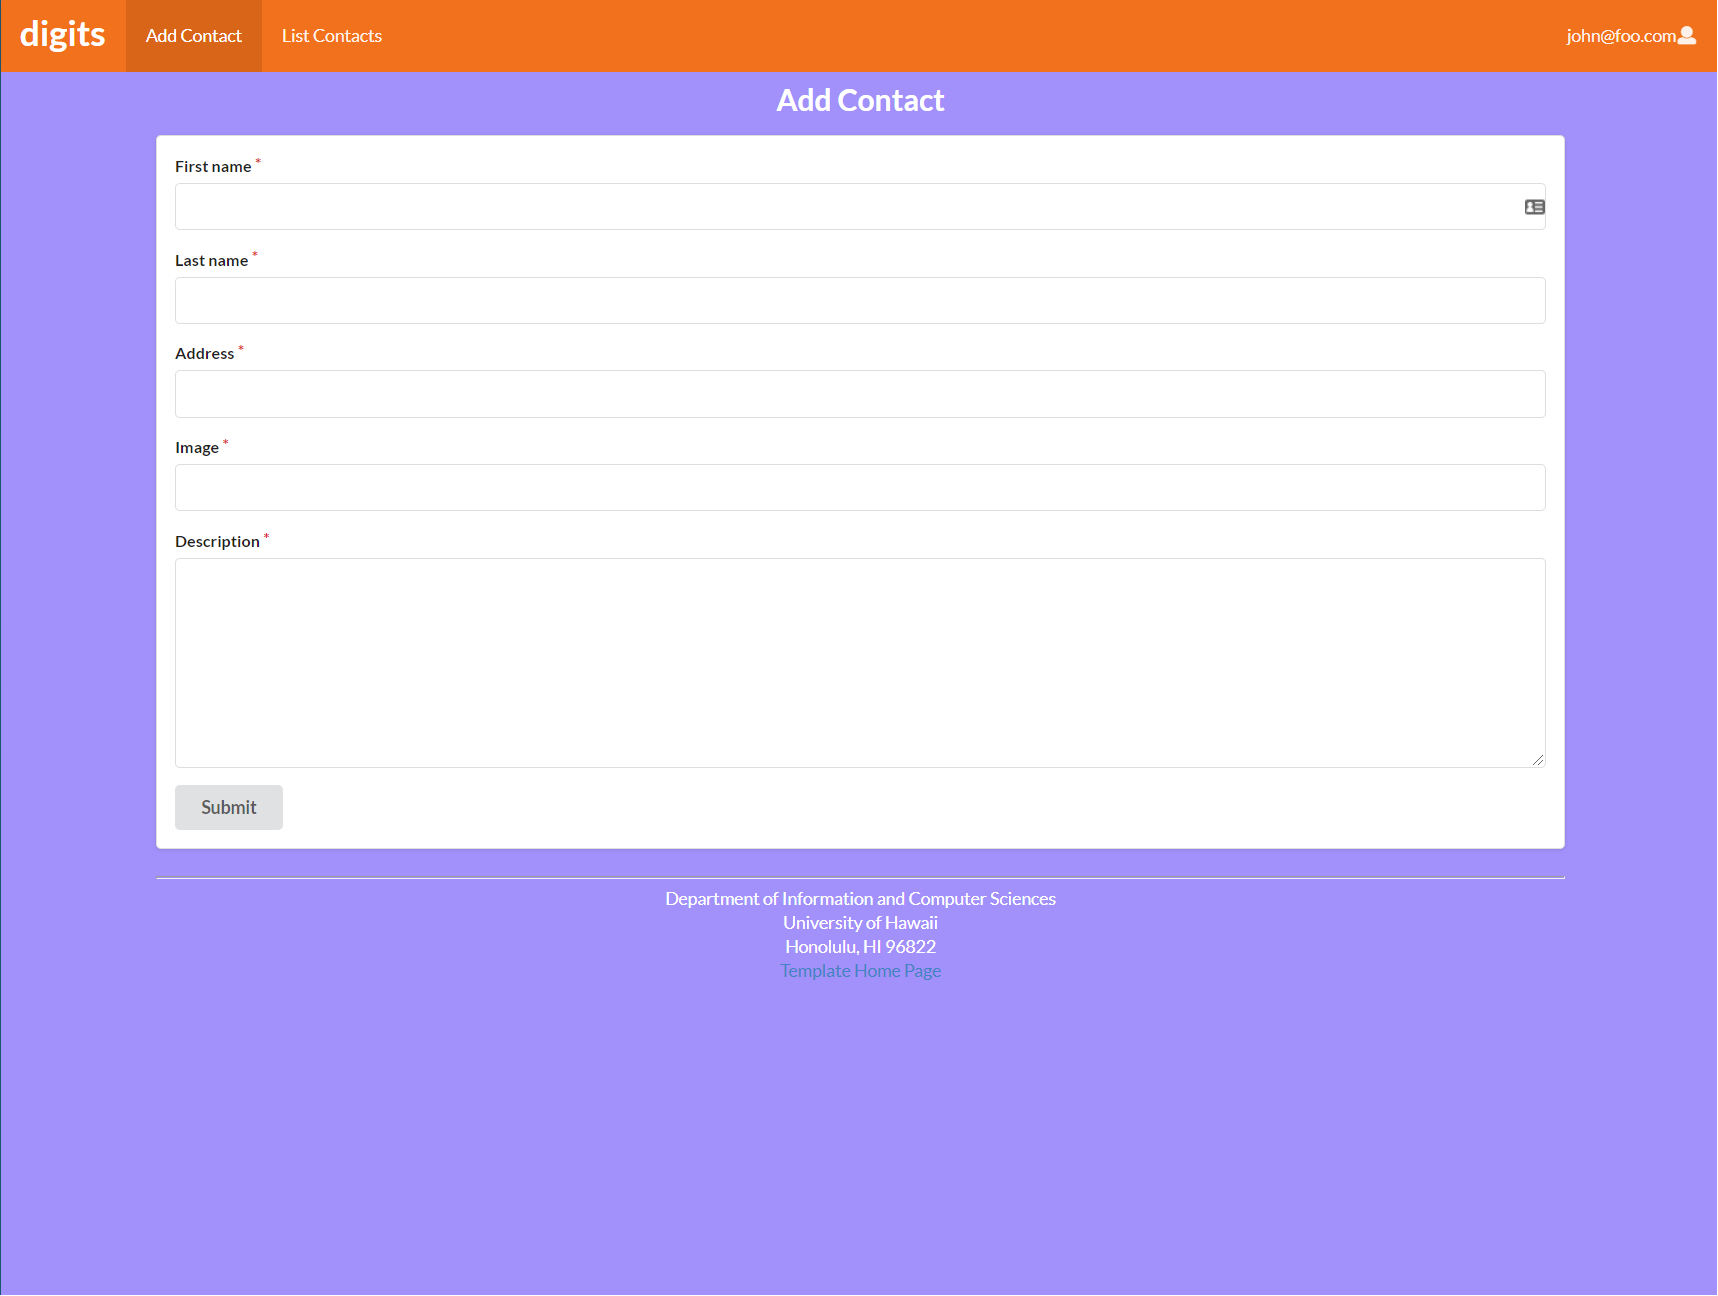 digits
Add Contact
List Contacts
john@foo.com
Add Contact
First name *
Last name *
Address *
Image *
Description *
Submit
Department of Information and Computer Sciences
University of Hawaii
Honolulu, HI 96822
Template Home Page